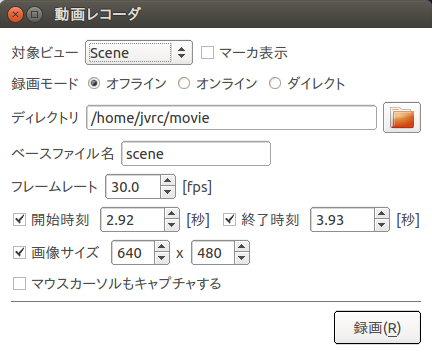 動画レコーダ
対象ビュー Scene マーカ表示
録画モード オフライン オンライン ダイレクト
ディレクトリ /home/jvrc/movie
ベースファイル名 scene
フレームレート 30.0 [fps]
開始時刻 2.92 [秒] 終了時刻 3.93 [秒]
画像サイズ 640 x 480
マウスカーソルもキャプチャする
録画(R)